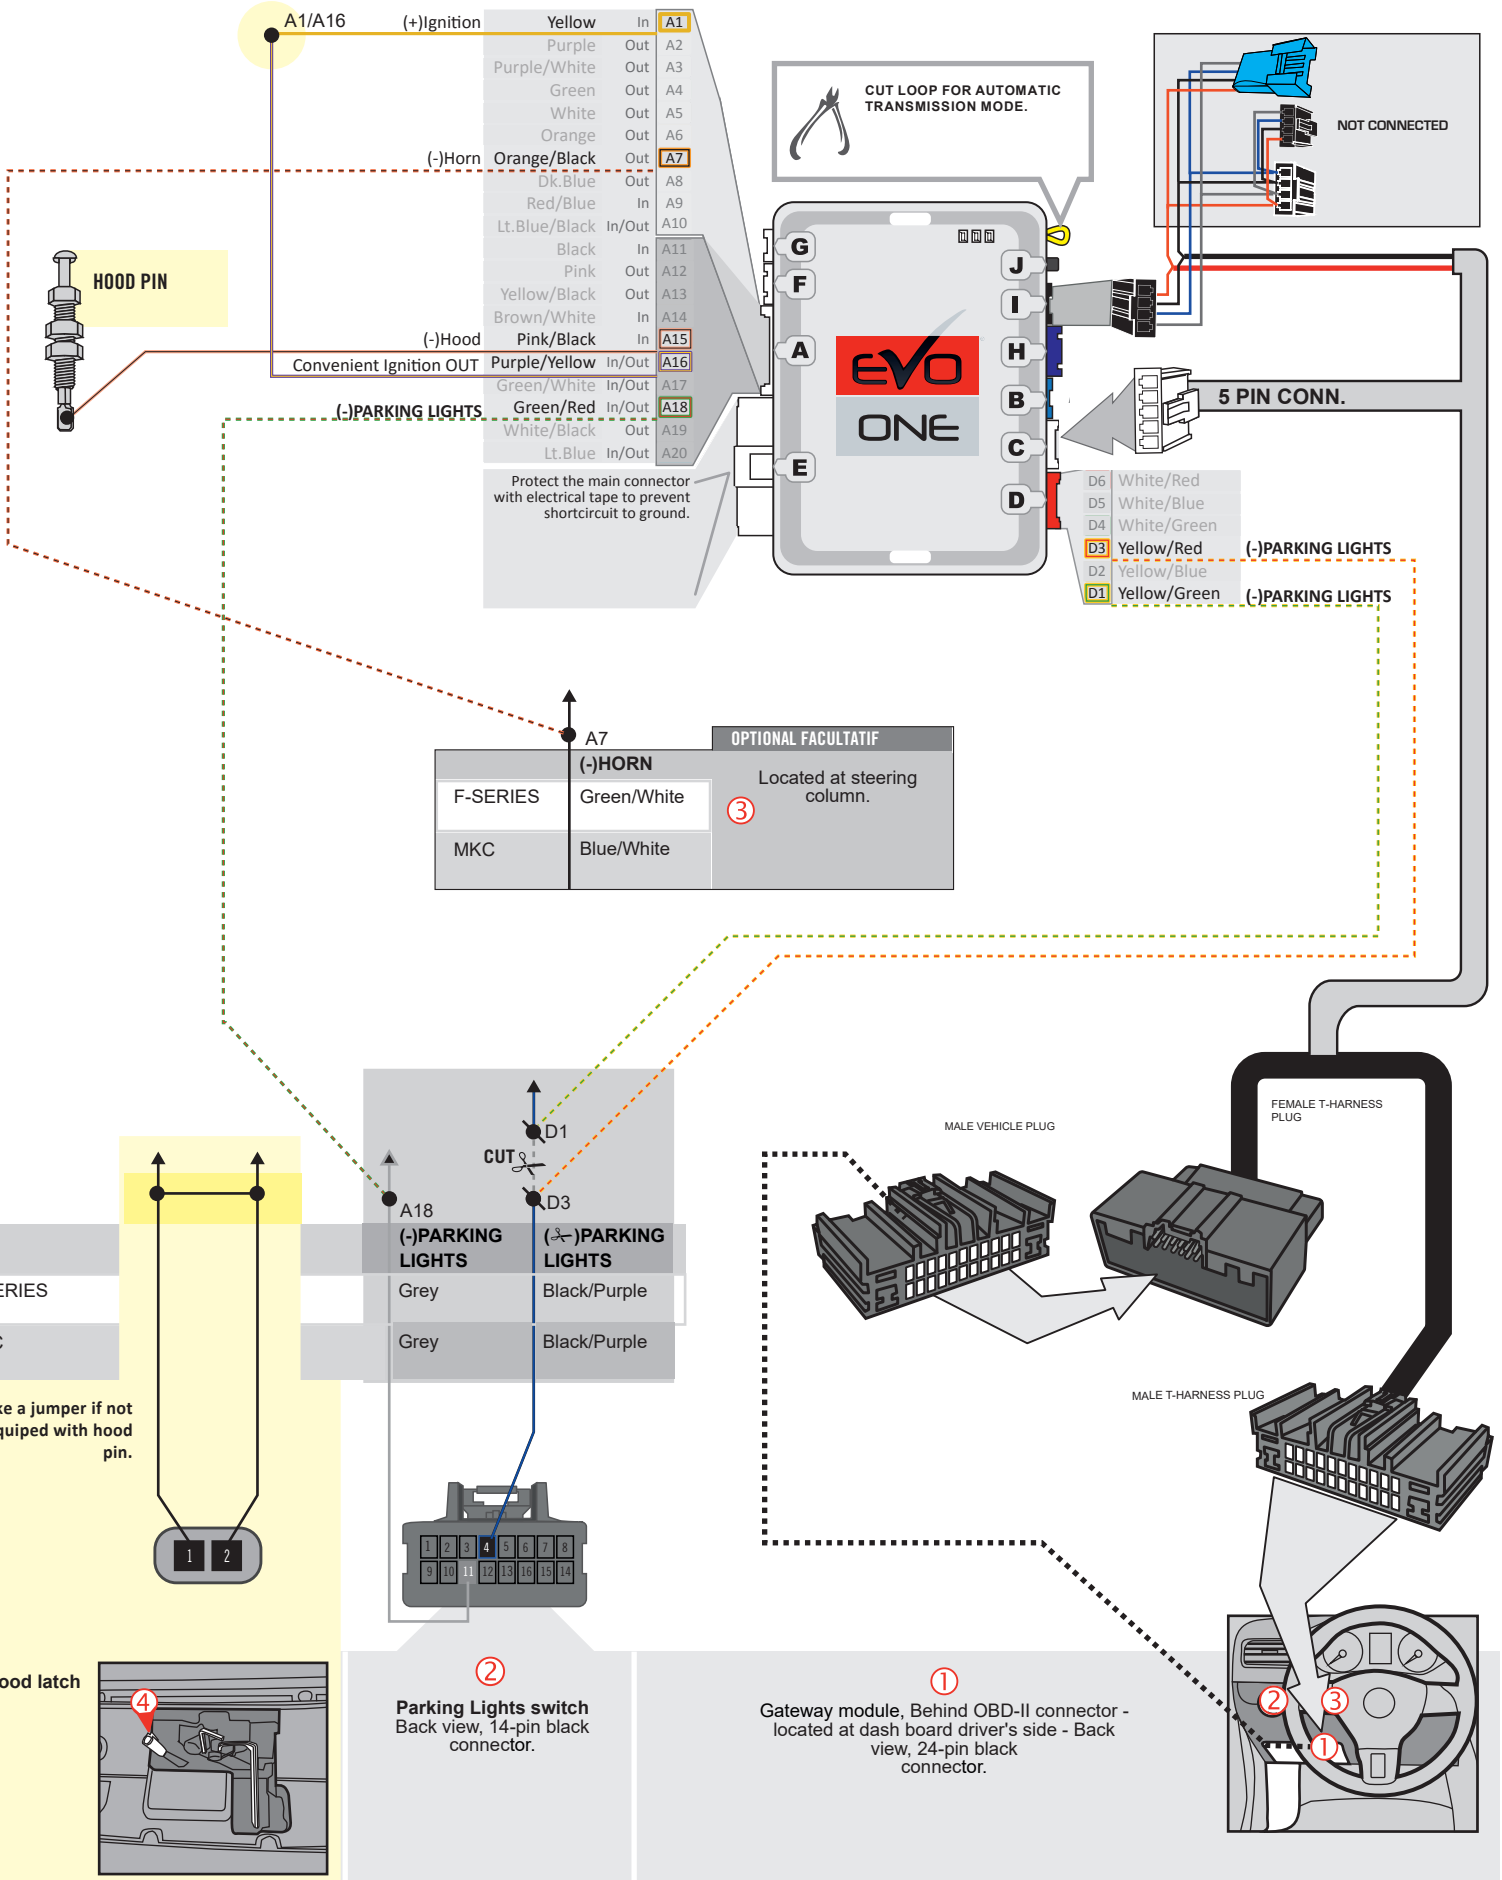 A1/A16
(+)Ignition Yellow In A1
Purple Out A2
Purple/White Out A3
Green Out A4
White Out A5
Orange Out A6
(-)Horn Orange/Black Out A7
Dk.Blue Out A8
Red/Blue In A9
Lt.Blue/Black In/Out A10
Black In A11
Pink Out A12
Yellow/Black Out A13
Brown/White In A14
(-)Hood Pink/Black In A15
Convenient Ignition OUT Purple/Yellow In/Out A16
Green/White In/Out A17
(-)PARKING LIGHTS Green/Red In/Out A18
White/Black Out A19
Lt.Blue In/Out A20
Protect the main connector
with electrical tape to prevent
shortcircuit to ground.
HOOD PIN
CUT LOOP FOR AUTOMATIC
TRANSMISSION MODE.
NOT CONNECTED
G
F
A
E
J
I
H
B
C
D
EVO
ONE
5 PIN CONN.
D6 White/Red
D5 White/Blue
D4 White/Green
D3 Yellow/Red (-)PARKING LIGHTS
D2 Yellow/Blue
D1 Yellow/Green (-)PARKING LIGHTS
A7
OPTIONAL FACULTATIF
(-)HORN
F-SERIES Green/White
MKC Blue/White
3
Located at steering
column.
FEMALE T-HARNESS
PLUG
MALE VEHICLE PLUG
MALE T-HARNESS PLUG
D1
CUT
D3
A18
(-)PARKING
LIGHTS
( )PARKING
LIGHTS
ERIES
Grey Black/Purple
C
Grey Black/Purple
ke a jumper if not
quiped with hood
pin.
1 2
1 2 3 4 5 6 7 8
9 10 11 12 13 16 15 14
ood latch
4
2
Parking Lights switch
Back view, 14-pin black
connector.
1
Gateway module, Behind OBD-II connector -
located at dash board driver's side - Back
view, 24-pin black
connector.
2
3
1